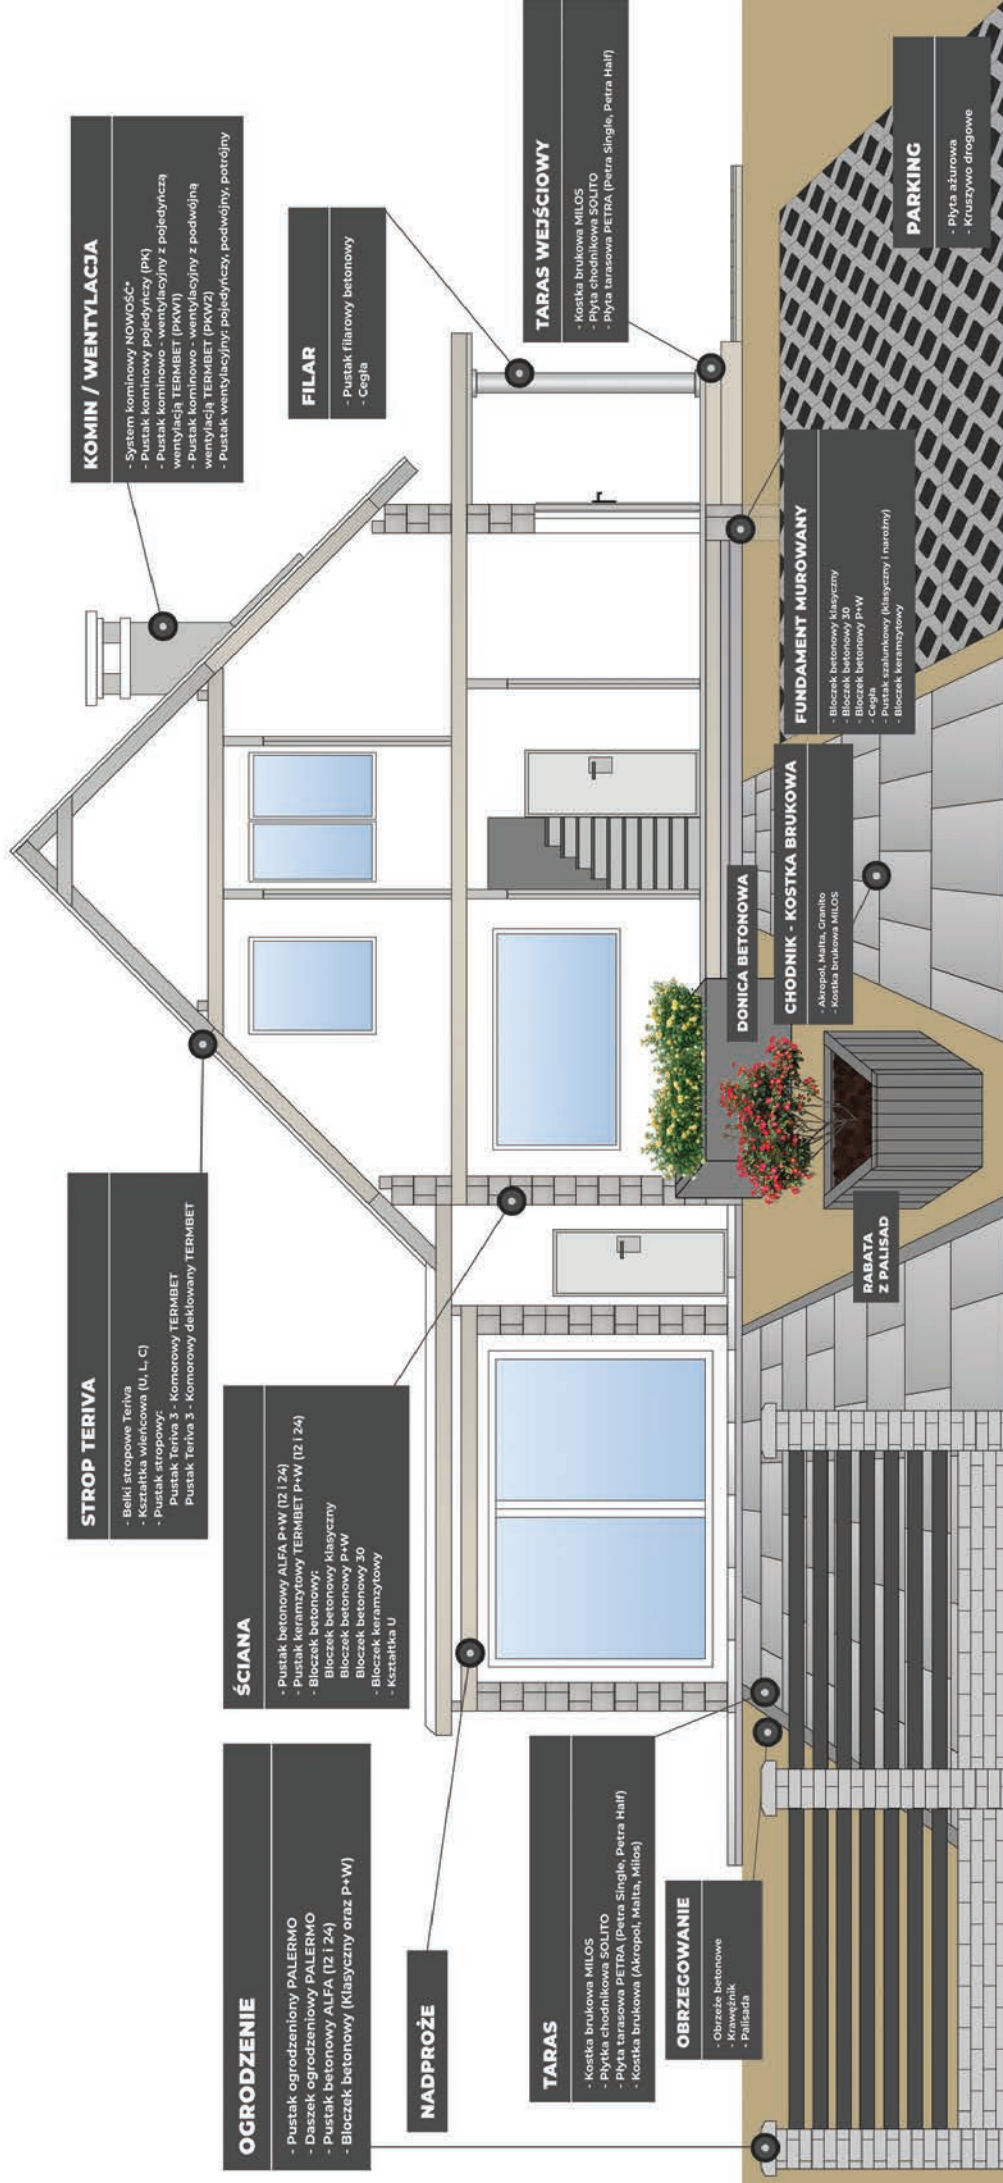 OGRODZENIE
- Pustak ogrodzeniony PALERMO
- Daszek ogrodzeniowy PALERMO
- Pustak betonowy ALFA (12 i 24)
- Bloczek betonowy (Klasyczny oraz P+W)
NADPROŻE
TARAS
- Kostka brukowa MILOS
- Płytka chodnikowa SOLITO
- Płyta tarasowa PETRA (Petra Single, Petra Half)
- Kostka brukowa (Akropol, Malta, Milos)
OBRZEGOWANIE
- Obrzeże betonowe
- Krawężnik
- Palisada
STROP TERIVA
- Belki stropowe Teriva
- Kształtka wieńcowa (U, L, C)
- Pustak stropowy:
Pustak Teriva 3 - Komorowy TERMBET
Pustak Teriva 3 - Komorowy deklowany TERMBET
ŚCIANA
- Pustak betonowy ALFA P+W (12 i 24)
- Pustak keramzytowy TERMBET P+W (12 i 24)
- Bloczek betonowy:
Bloczek betonowy klasyczny
Bloczek betonowy P+W
Bloczek betonowy 30
- Bloczek keramzytowy
- Kształtka U
RABATA
Z PALISAD
DONICA BETONOWA
CHODNIK - KOSTKA BRUKOWA
- Akropol, Malta, Granito
- Kostka brukowa MILOS
KOMIN / WENTYLACJA
- System kominowy NOWOŚĆ*
- Pustak kominowy pojedyńczy (PK)
- Pustak kominowo - wentylacyjny z pojedyńczą
wentylacją TERMBET (PKW1)
- Pustak kominowo - wentylacyjny z podwójną
wentylacją TERMBET (PKW2)
- Pustak wentylacyjny: pojedyńczy, podwójny, potrójny
FILAR
- Pustak filarowy betonowy
- Cegła
TARAS WEJŚCIOWY
- Kostka brukowa MILOS
- Płyta chodnikowa SOLITO
- Płyta tarasowa PETRA (Petra Single, Petra Half)
FUNDAMENT MUROWANY
- Bloczek betonowy klasyczny
- Bloczek betonowy 30
- Bloczek betonowy P+W
- Cegła
- Pustak szalunkowy (klasyczny i narożny)
- Bloczek keramzytowy
PARKING
- Płyta ażurowa
- Kruszywo drogowe